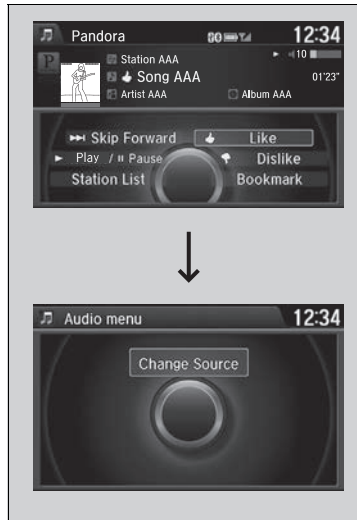 Pandora 12:34
P Station AAA 10
Song AAA 01'23"
Artist AAA Album AAA
Skip Forward Like
Play / Pause Dislike
Station List Bookmark
Audio menu 12:34
Change Source